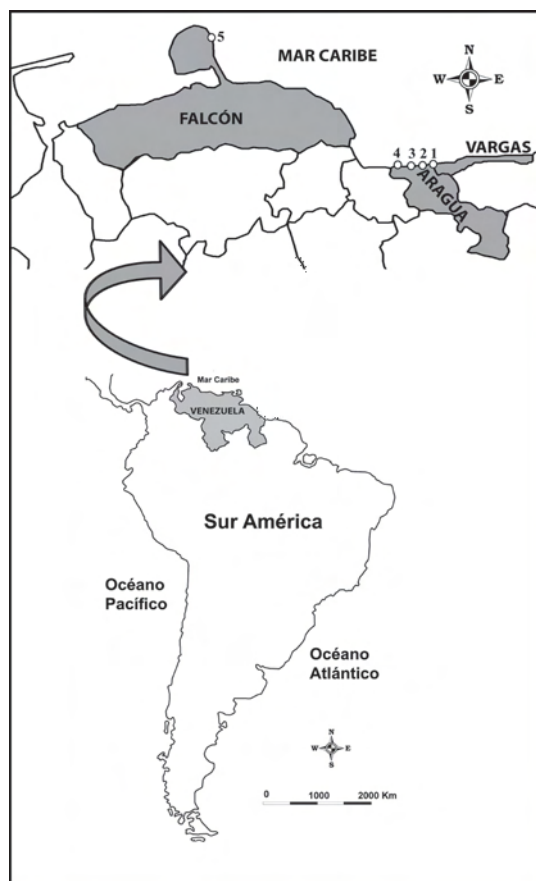 5
MAR CARIBE
N
W
E
S
FALCÓN
VARGAS
4 3 2 1
ARAGUA
Mar Caribe
VENEZUELA
Sur América
Océano
Pacífico
Océano
Atlántico
N
W
E
S
0 1000 2000 Km